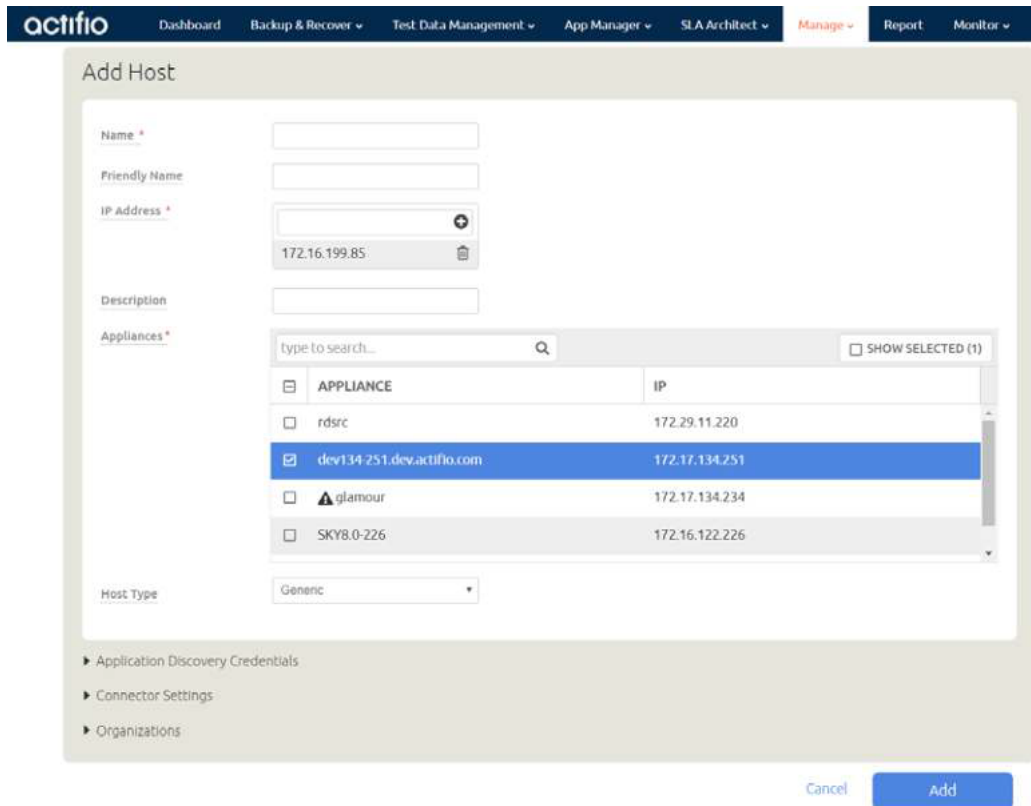 actifio Dashboard Backup & Recover Test Data Management App Manager SLA Architect Manage Report Monitor
Add Host
Name *
Friendly Name
IP Address *
172.16.199.85
Description
Appliances *
type to search... SHOW SELECTED (1)
APPLIANCE IP
rdsrc 172.29.11.220
dev134-251.dev.actifio.com 172.17.134.251
glamour 172.17.134.234
SKY8.0-226 172.16.122.226
Host Type Generic
Application Discovery Credentials
Connector Settings
Organizations
Cancel Add